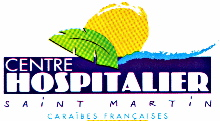 CENTRE
HOSPITALIER
SAINT MARTIN
CARAÏBES FRANÇAISES